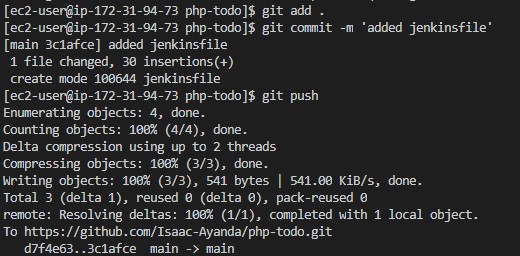 [ec2-user@ip-172-31-94-73 php-todo]$ git add .
[ec2-user@ip-172-31-94-73 php-todo]$ git commit -m 'added jenkinsfile'
[main 3c1afce] added jenkinsfile
 1 file changed, 30 insertions(+)
 create mode 100644 jenkinsfile
[ec2-user@ip-172-31-94-73 php-todo]$ git push
Enumerating objects: 4, done.
Counting objects: 100% (4/4), done.
Delta compression using up to 2 threads
Compressing objects: 100% (3/3), done.
Writing objects: 100% (3/3), 541 bytes | 541.00 KiB/s, done.
Total 3 (delta 1), reused 0 (delta 0), pack-reused 0
remote: Resolving deltas: 100% (1/1), completed with 1 local object.
To https://github.com/Isaac-Ayanda/php-todo.git
   d7f4e63..3c1afce  main -> main